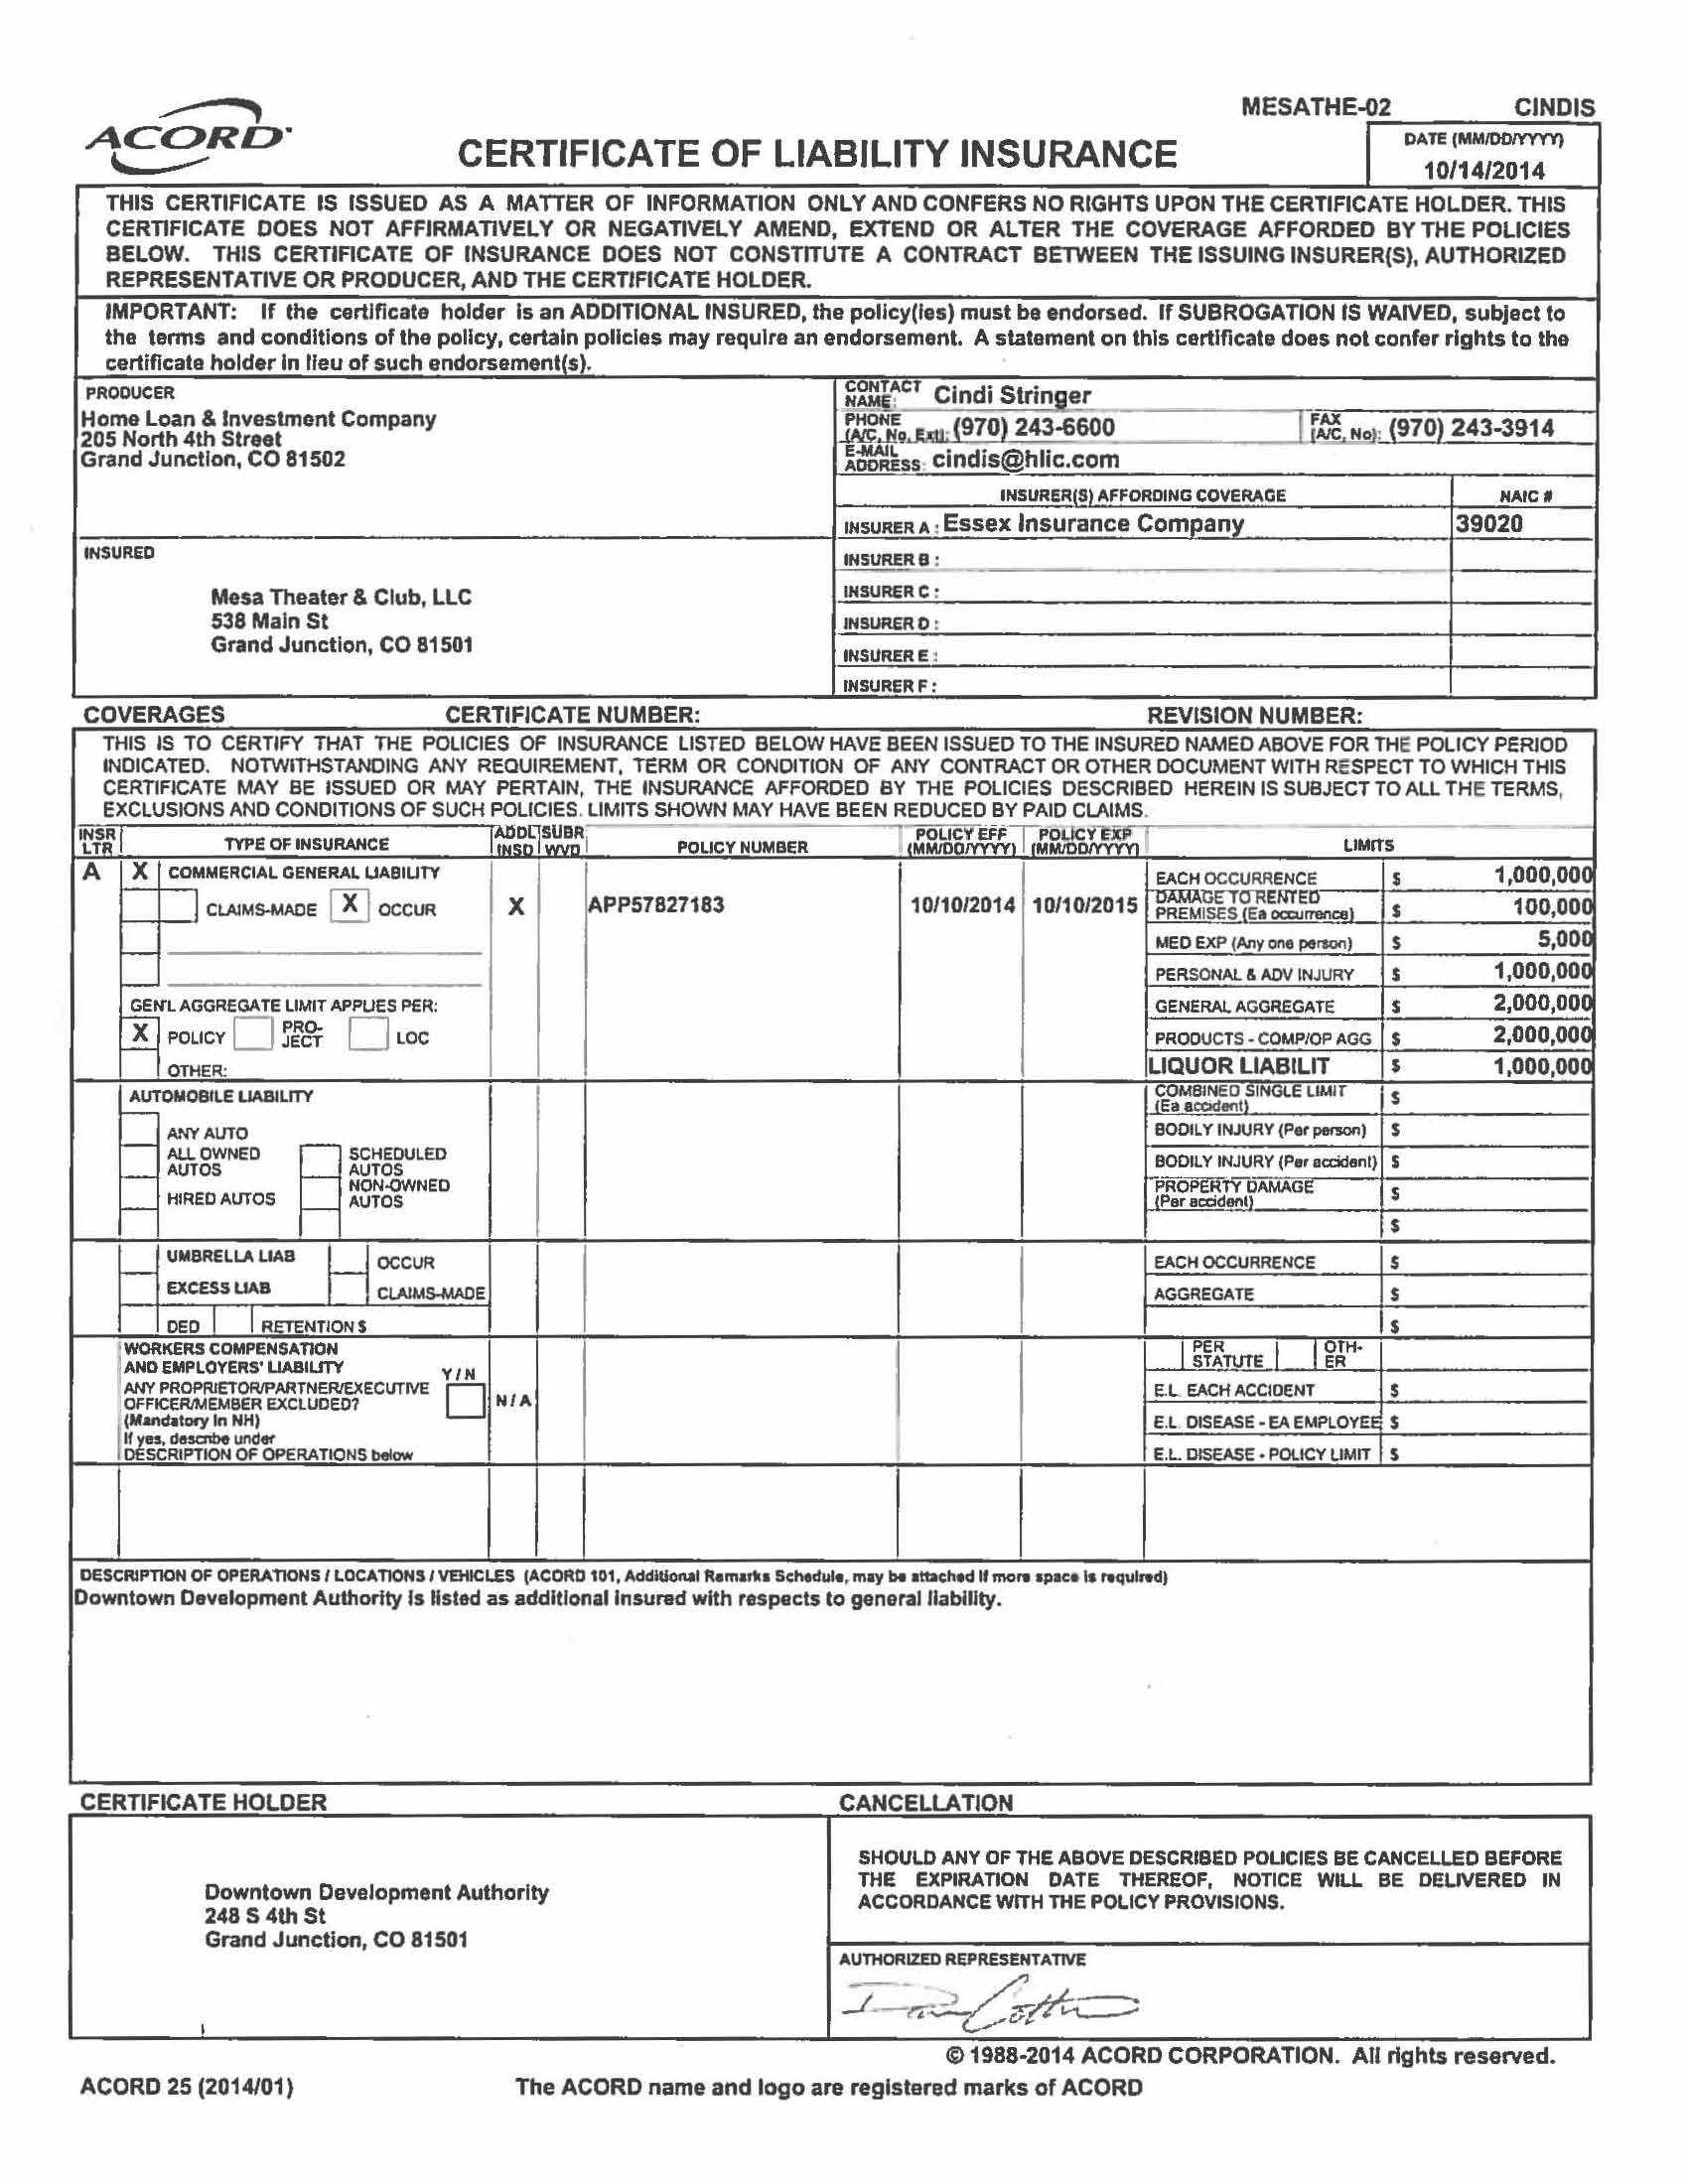 MESATHE-02 CINDIS
ACORD
CERTIFICATE OF LIABILITY INSURANCE
DATE (MM/DD/YYYY)
10/14/2014
THIS CERTIFICATE IS ISSUED AS A MATTER OF INFORMATION ONLY AND CONFERS NO RIGHTS UPON THE CERTIFICATE HOLDER. THIS
CERTIFICATE DOES NOT AFFIRMATIVELY OR NEGATIVELY AMEND, EXTEND OR ALTER THE COVERAGE AFFORDED BY THE POLICIES
BELOW. THIS CERTIFICATE OF INSURANCE DOES NOT CONSTITUTE A CONTRACT BETWEEN THE ISSUING INSURER(S), AUTHORIZED
REPRESENTATIVE OR PRODUCER, AND THE CERTIFICATE HOLDER.
IMPORTANT: If the certificate holder is an ADDITIONAL INSURED, the policy(ies) must be endorsed. If SUBROGATION IS WAIVED, subject to
the terms and conditions of the policy, certain policies may require an endorsement. A statement on this certificate does not confer rights to the
certificate holder in lieu of such endorsement(s).
PRODUCER
Home Loan & Investment Company
205 North 4th Street
Grand Junction, CO 81502
CONTACT NAME: Cindi Stringer
PHONE (A/C, No, Ext): (970) 243-6600 FAX (A/C, No): (970) 243-3914
E-MAIL ADDRESS: cindis@hlic.com
INSURER(S) AFFORDING COVERAGE NAIC #
INSURER A : Essex Insurance Company 39020
INSURED
Mesa Theater & Club, LLC
538 Main St
Grand Junction, CO 81501
INSURER B :
INSURER C :
INSURER D :
INSURER E :
INSURER F :
COVERAGES CERTIFICATE NUMBER: REVISION NUMBER:
THIS IS TO CERTIFY THAT THE POLICIES OF INSURANCE LISTED BELOW HAVE BEEN ISSUED TO THE INSURED NAMED ABOVE FOR THE POLICY PERIOD
INDICATED. NOTWITHSTANDING ANY REQUIREMENT, TERM OR CONDITION OF ANY CONTRACT OR OTHER DOCUMENT WITH RESPECT TO WHICH THIS
CERTIFICATE MAY BE ISSUED OR MAY PERTAIN, THE INSURANCE AFFORDED BY THE POLICIES DESCRIBED HEREIN IS SUBJECT TO ALL THE TERMS,
EXCLUSIONS AND CONDITIONS OF SUCH POLICIES. LIMITS SHOWN MAY HAVE BEEN REDUCED BY PAID CLAIMS.
INSR LTR TYPE OF INSURANCE ADDL INSD SUBR WVD POLICY NUMBER POLICY EFF (MM/DD/YYYY) POLICY EXP (MM/DD/YYYY) LIMITS
A X COMMERCIAL GENERAL LIABILITY EACH OCCURRENCE $ 1,000,000
CLAIMS-MADE X OCCUR X APP57827183 10/10/2014 10/10/2015 DAMAGE TO RENTED PREMISES (Ea occurrence) $ 100,000
MED EXP (Any one person) $ 5,000
PERSONAL & ADV INJURY $ 1,000,000
GEN'L AGGREGATE LIMIT APPLIES PER: GENERAL AGGREGATE $ 2,000,000
X POLICY PRO-JECT LOC PRODUCTS - COMP/OP AGG $ 2,000,000
OTHER: LIQUOR LIABILIT $ 1,000,000
AUTOMOBILE LIABILITY COMBINED SINGLE LIMIT (Ea accident) $
ANY AUTO BODILY INJURY (Per person) $
ALL OWNED AUTOS SCHEDULED AUTOS BODILY INJURY (Per accident) $
HIRED AUTOS NON-OWNED AUTOS PROPERTY DAMAGE (Per accident) $
$
UMBRELLA LIAB OCCUR EACH OCCURRENCE $
EXCESS LIAB CLAIMS-MADE AGGREGATE $
DED RETENTION $ $
WORKERS COMPENSATION PER STATUTE OTH-ER
AND EMPLOYERS' LIABILITY Y / N
ANY PROPRIETOR/PARTNER/EXECUTIVE E.L. EACH ACCIDENT $
OFFICER/MEMBER EXCLUDED? N / A
(Mandatory in NH) E.L. DISEASE - EA EMPLOYEE $
If yes, describe under
DESCRIPTION OF OPERATIONS below E.L. DISEASE - POLICY LIMIT $
DESCRIPTION OF OPERATIONS / LOCATIONS / VEHICLES (ACORD 101, Additional Remarks Schedule, may be attached if more space is required)
Downtown Development Authority is listed as additional insured with respects to general liability.
CERTIFICATE HOLDER
Downtown Development Authority
248 S 4th St
Grand Junction, CO 81501
CANCELLATION
SHOULD ANY OF THE ABOVE DESCRIBED POLICIES BE CANCELLED BEFORE
THE EXPIRATION DATE THEREOF, NOTICE WILL BE DELIVERED IN
ACCORDANCE WITH THE POLICY PROVISIONS.
AUTHORIZED REPRESENTATIVE
© 1988-2014 ACORD CORPORATION. All rights reserved.
ACORD 25 (2014/01) The ACORD name and logo are registered marks of ACORD